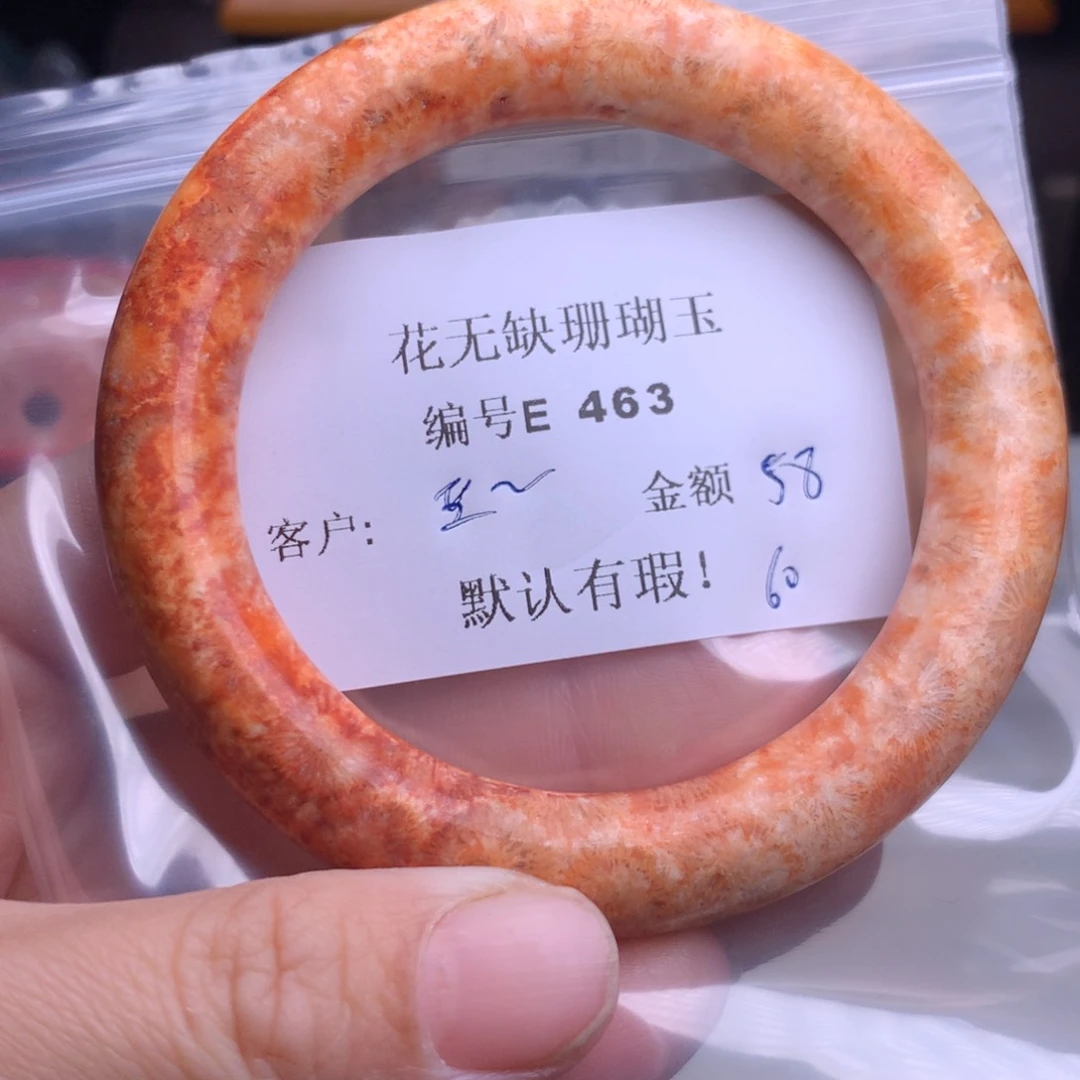 花无缺珊瑚玉
编号E 463
客户： 金额 58
默认有瑕！ 60